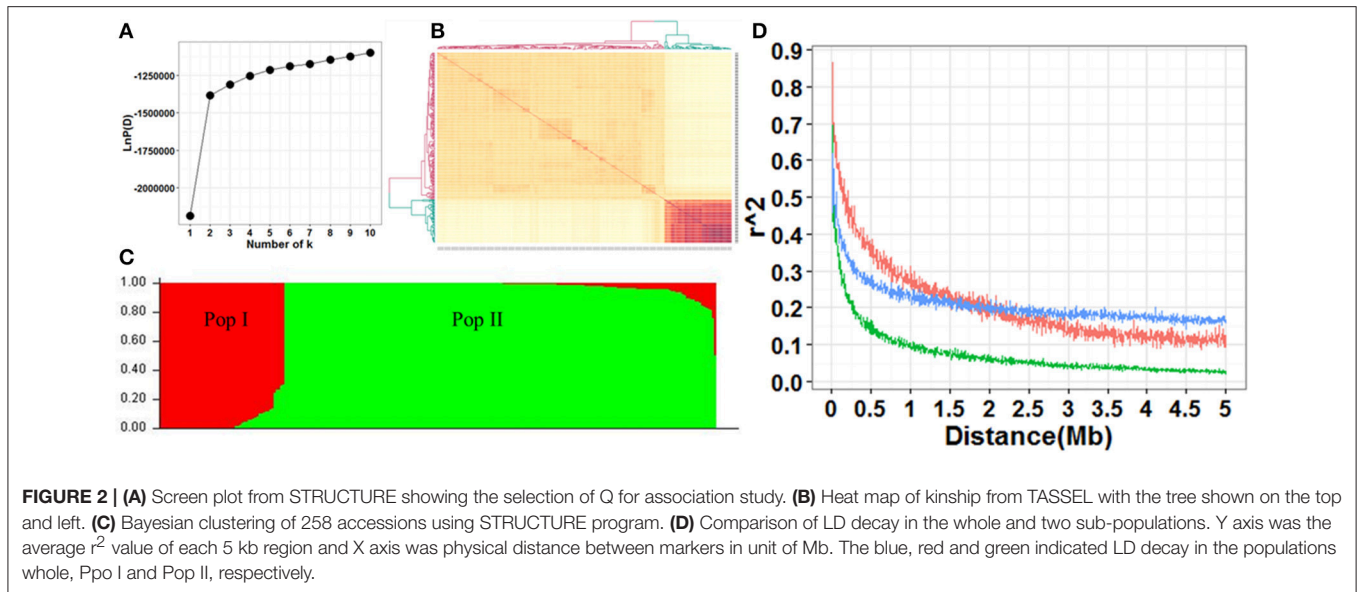 A
-1250000
-1500000
-1750000
-2000000
LnP(D)
1 2 3 4 5 6 7 8 9 10
Number of k
B
C
1.00
0.80
0.60
0.40
0.20
0.00
Pop I
Pop II
D
0.9
0.8
0.7
0.6
0.5
0.4
0.3
0.2
0.1
0.0
r^2
0 0.5 1 1.5 2 2.5 3 3.5 4 4.5 5
Distance(Mb)
FIGURE 2 | (A) Screen plot from STRUCTURE showing the selection of Q for association study. (B) Heat map of kinship from TASSEL with the tree shown on the top
and left. (C) Bayesian clustering of 258 accessions using STRUCTURE program. (D) Comparison of LD decay in the whole and two sub-populations. Y axis was the
average r² value of each 5 kb region and X axis was physical distance between markers in unit of Mb. The blue, red and green indicated LD decay in the populations
whole, Ppo I and Pop II, respectively.